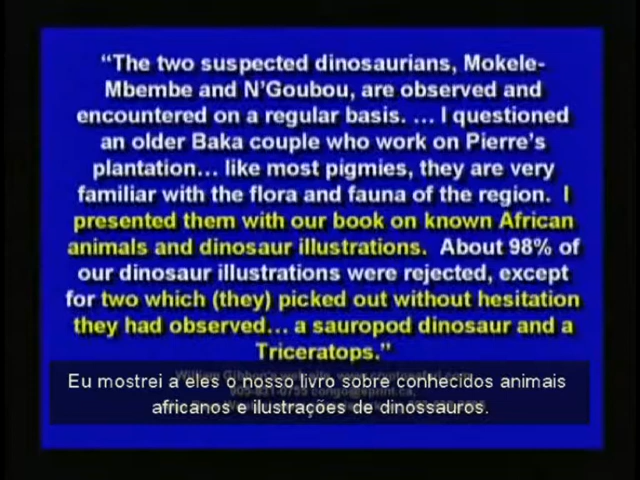 “The two suspected dinosaurians, Mokele-
Mbembe and N’Goubou, are observed and
encountered on a regular basis. … I questioned
an older Baka couple who work on Pierre’s
plantation… like most pigmies, they are very
familiar with the flora and fauna of the region. I
presented them with our book on known African
animals and dinosaur illustrations. About 98% of
our dinosaur illustrations were rejected, except
for two which (they) picked out without hesitation
they had observed… a sauropod dinosaur and a
Triceratops.”
Eu mostrei a eles o nosso livro sobre conhecidos animais
africanos e ilustrações de dinossauros.